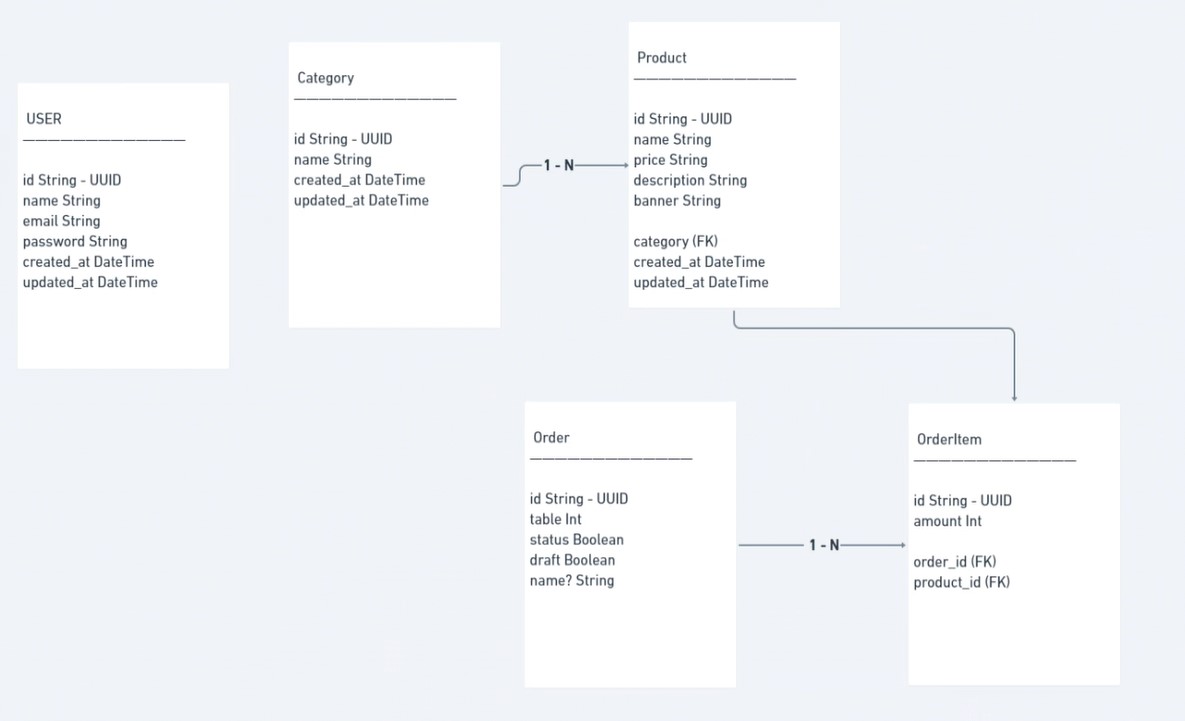 USER
id String - UUID
name String
email String
password String
created_at DateTime
updated_at DateTime
Category
id String - UUID
name String
created_at DateTime
updated_at DateTime
1 - N
Product
id String - UUID
name String
price String
description String
banner String
category (FK)
created_at DateTime
updated_at DateTime
Order
id String - UUID
table Int
status Boolean
draft Boolean
name? String
1 - N
OrderItem
id String - UUID
amount Int
order_id (FK)
product_id (FK)